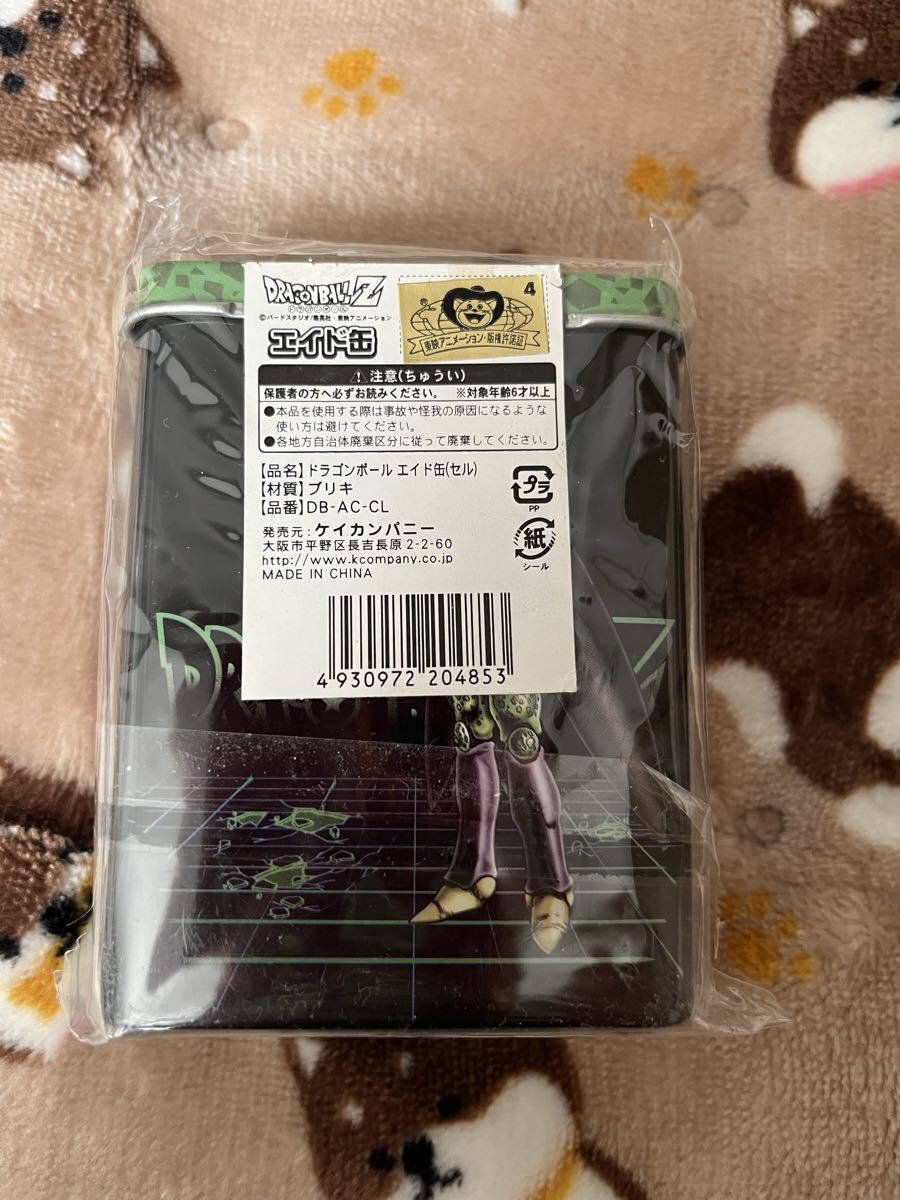 DRAGONBALL Z
ドラゴンボール
©バードスタジオ/集英社・東映アニメーション
エイド缶
4
東映アニメーション・版権許諾証
⚠注意(ちゅうい)
保護者の方へ必ずお読みください。 ※対象年齢6才以上
●本品を使用する際は事故や怪我の原因になるような
使い方は避けてください。
●各地方自治体廃棄区分に従って廃棄してください。
【品名】ドラゴンボール エイド缶(セル)
【材質】ブリキ
【品番】DB-AC-CL
プラ
PP
発売元:ケイカンパニー
大阪市平野区長吉長原2-2-60
http://www.kcompany.co.jp
MADE IN CHINA
紙
シール
4 930972 204853